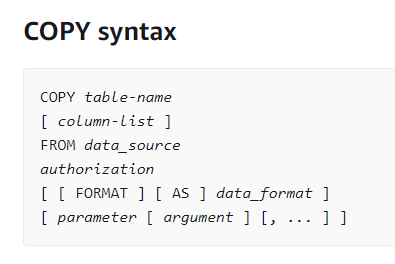 COPY syntax
COPY table-name
[ column-list ]
FROM data_source
authorization
[ [ FORMAT ] [ AS ] data_format ]
[ parameter [ argument ] [, ... ] ]